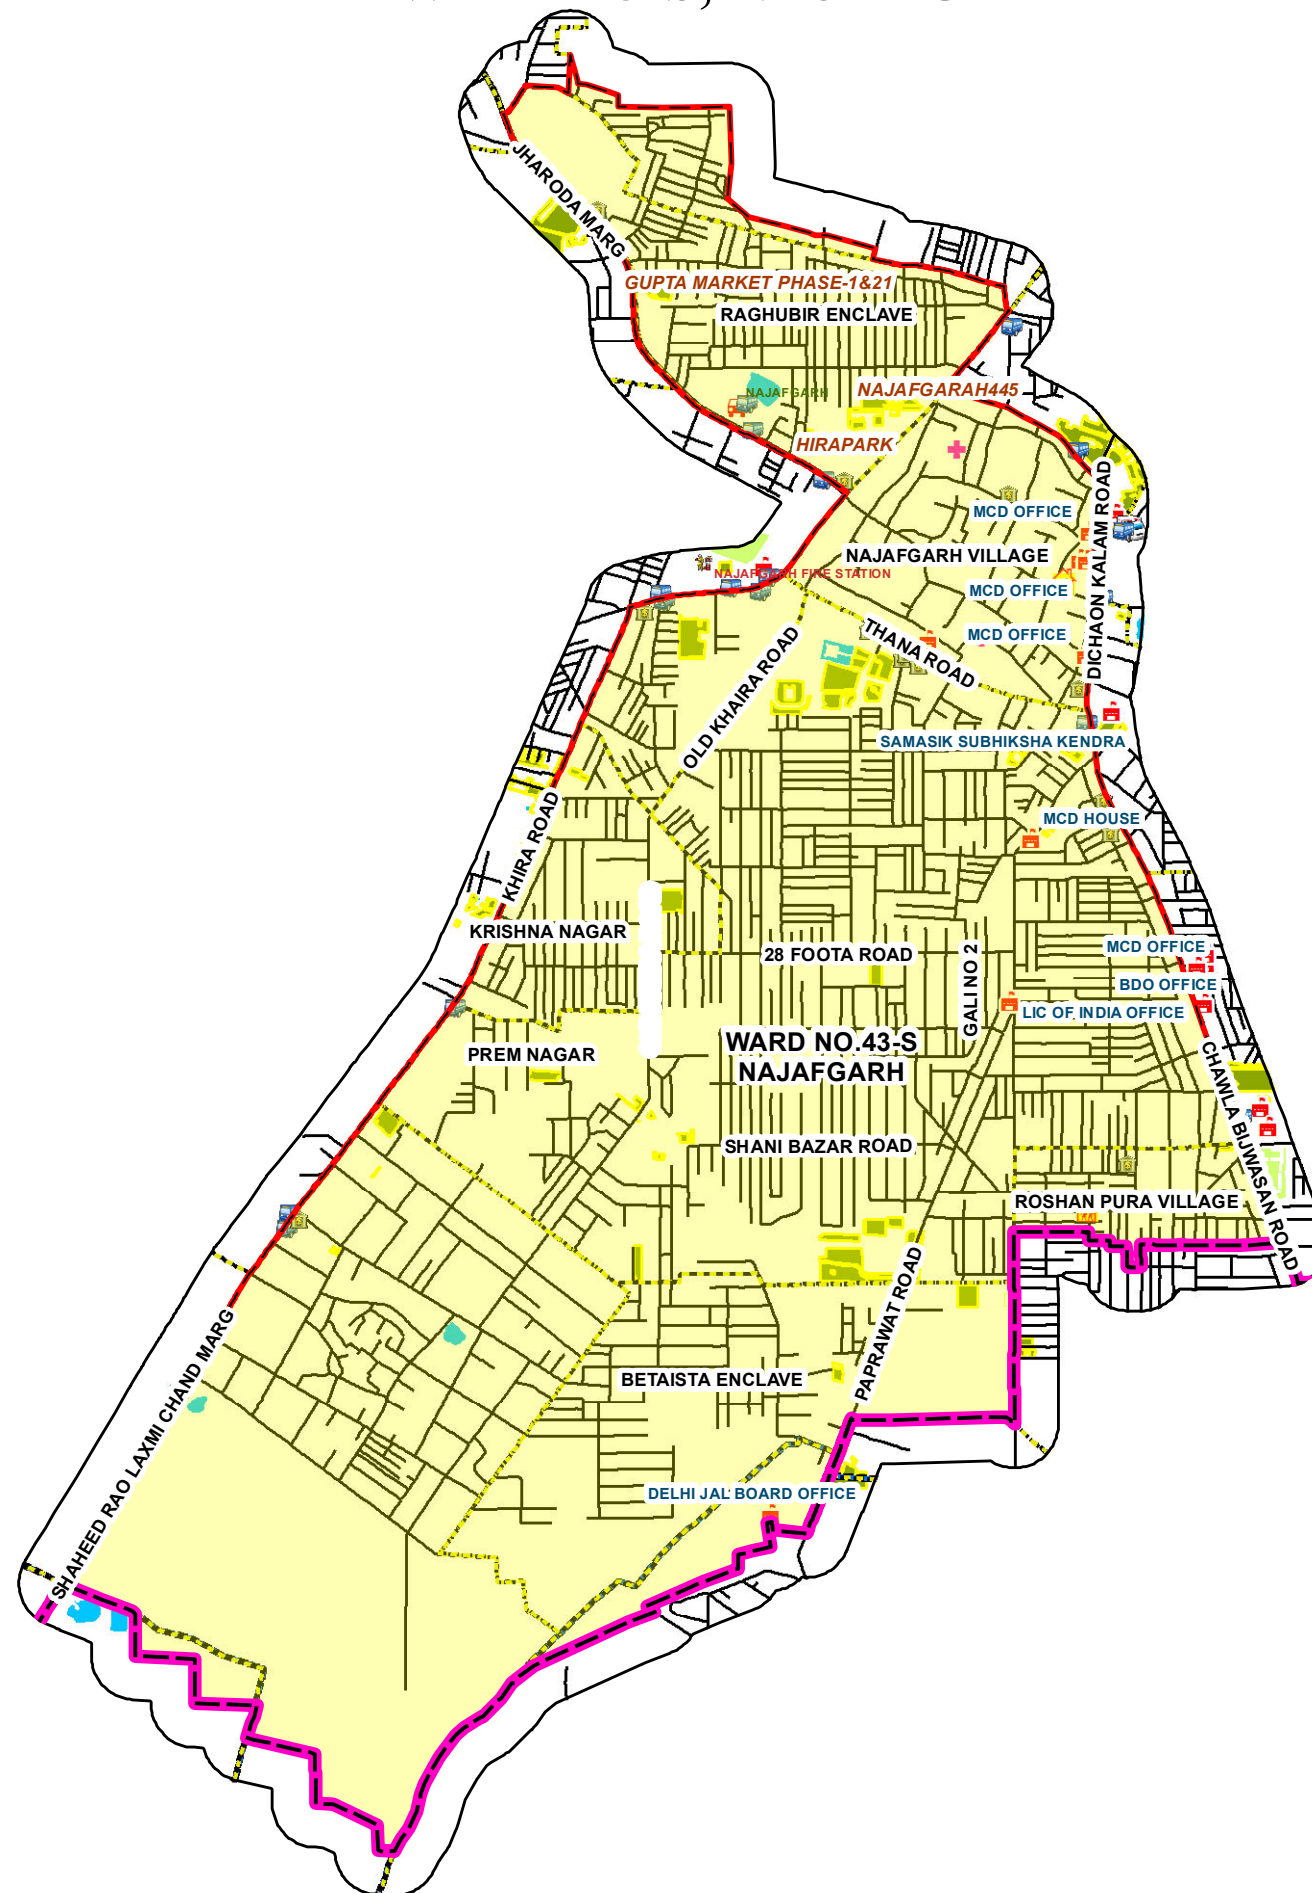 JHARODA MARG
GUPTA MARKET PHASE-1&21
RAGHUBIR ENCLAVE
NAJAFGARH
NAJAFGARAH445
HIRAPARK
MCD OFFICE
DICHAON KALAM ROAD
NAJAFGARH VILLAGE
NAJAFGARH FIRE STATION
MCD OFFICE
THANA ROAD
MCD OFFICE
OLD KHAIRA ROAD
SAMASIK SUBHIKSHA KENDRA
KHIRA ROAD
MCD HOUSE
KRISHNA NAGAR
28 FOOTA ROAD
GALI NO 2
MCD OFFICE
BDO OFFICE
LIC OF INDIA OFFICE
WARD NO.43-S
NAJAFGARH
PREM NAGAR
CHAWLA BIJWASAN ROAD
SHANI BAZAR ROAD
ROSHAN PURA VILLAGE
PAPRAWAT ROAD
BETAISTA ENCLAVE
SHAHEED RAO LAXMI CHAND MARG
DELHI JAL BOARD OFFICE